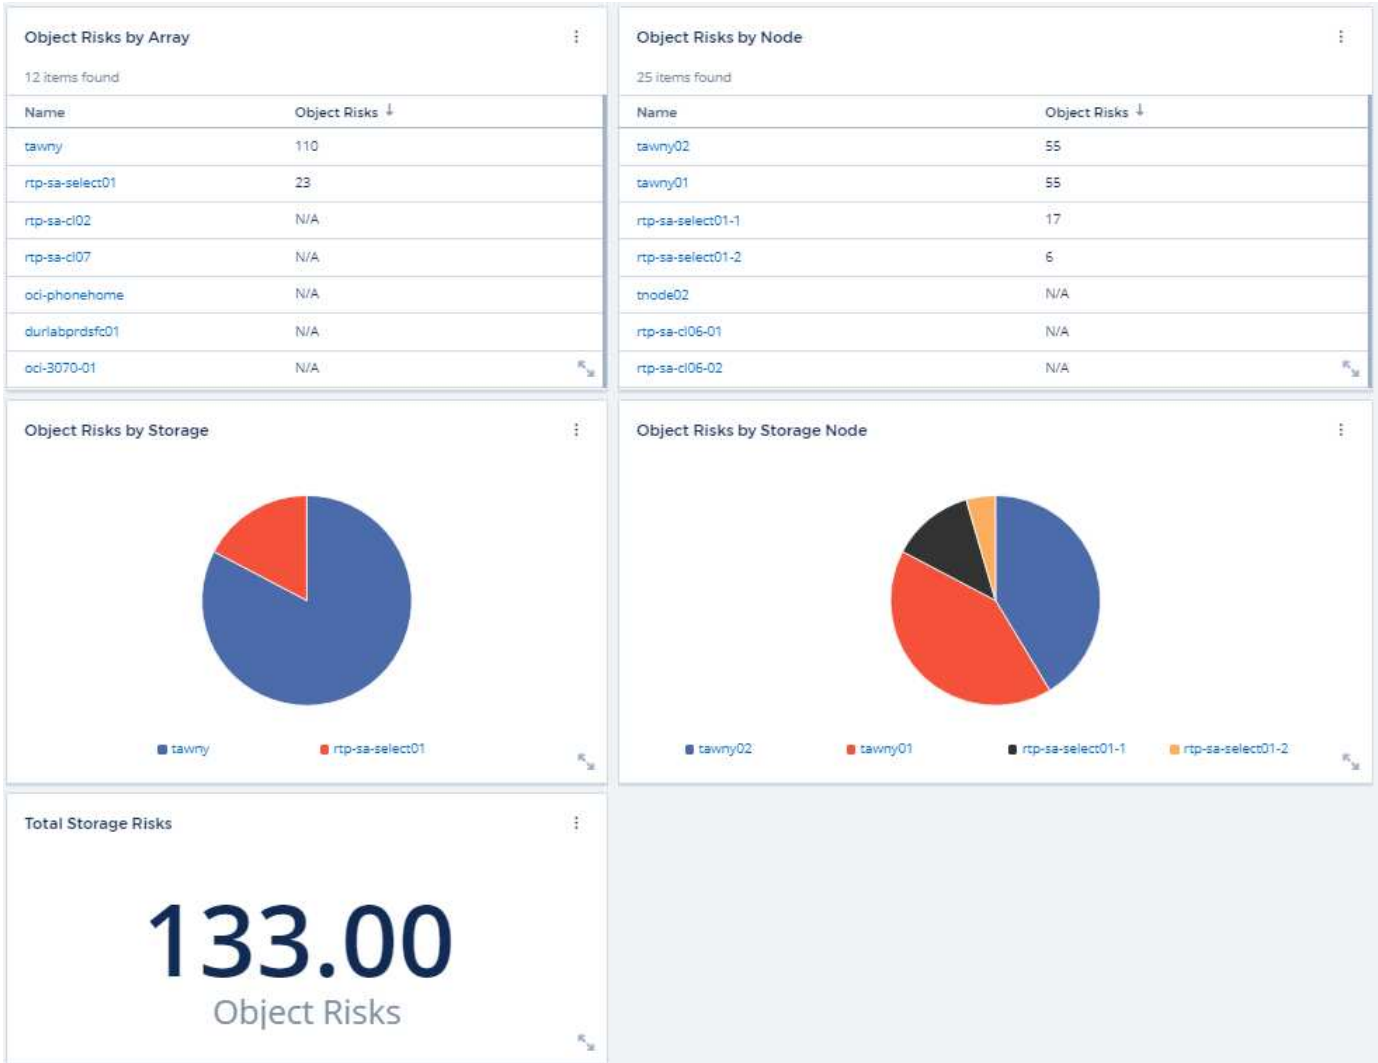 Object Risks by Array
12 items found
Name Object Risks ↓
tawny 110
rtp-sa-select01 23
rtp-sa-cl02 N/A
rtp-sa-cl07 N/A
oci-phonehome N/A
durlabprdsfc01 N/A
oci-3070-01 N/A
Object Risks by Node
25 items found
Name Object Risks ↓
tawny02 55
tawny01 55
rtp-sa-select01-1 17
rtp-sa-select01-2 6
tnode02 N/A
rtp-sa-cl06-01 N/A
rtp-sa-cl06-02 N/A
Object Risks by Storage
tawny rtp-sa-select01
Object Risks by Storage Node
tawny02 tawny01 rtp-sa-select01-1 rtp-sa-select01-2
Total Storage Risks
133.00
Object Risks